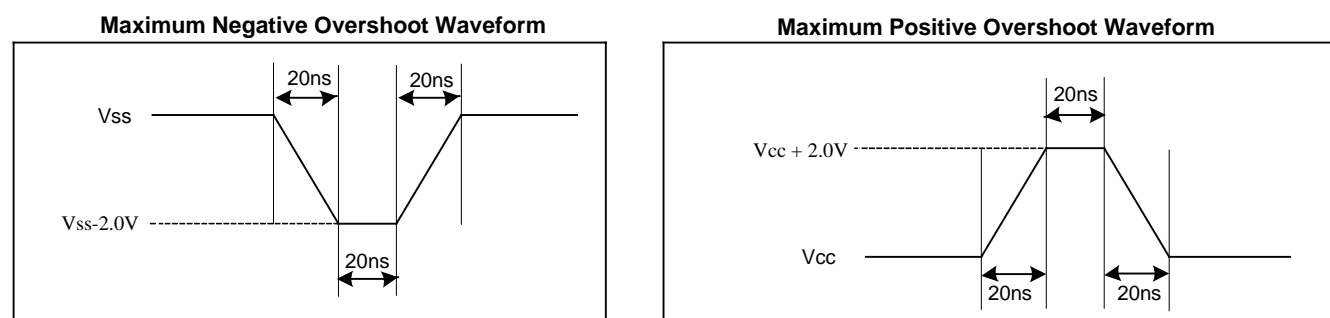 Maximum Negative Overshoot Waveform
20ns
20ns
Vss
Vss-2.0V
20ns
Maximum Positive Overshoot Waveform
20ns
Vcc + 2.0V
Vcc
20ns
20ns